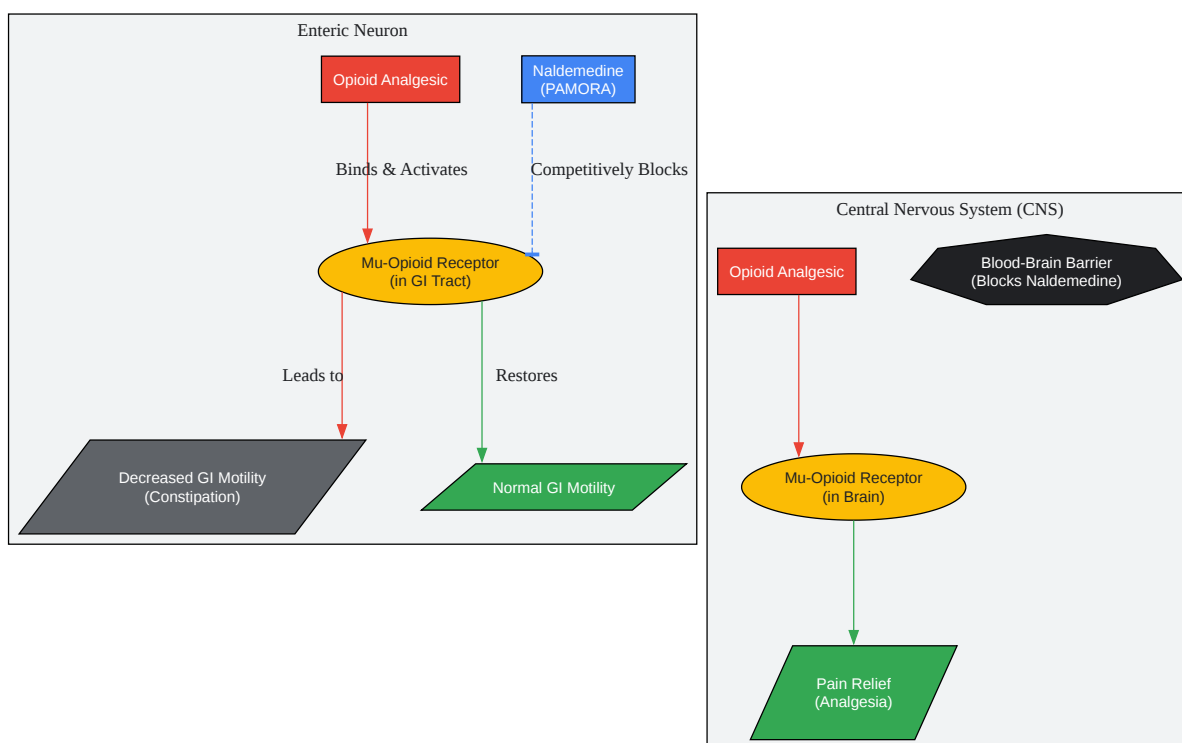 Enteric Neuron
Opioid Analgesic
Naldemedine
(PAMORA)
Binds & Activates
Competitively Blocks
Mu-Opioid Receptor
(in GI Tract)
Leads to
Restores
Decreased GI Motility
(Constipation)
Normal GI Motility
Central Nervous System (CNS)
Opioid Analgesic
Blood-Brain Barrier
(Blocks Naldemedine)
Mu-Opioid Receptor
(in Brain)
Pain Relief
(Analgesia)